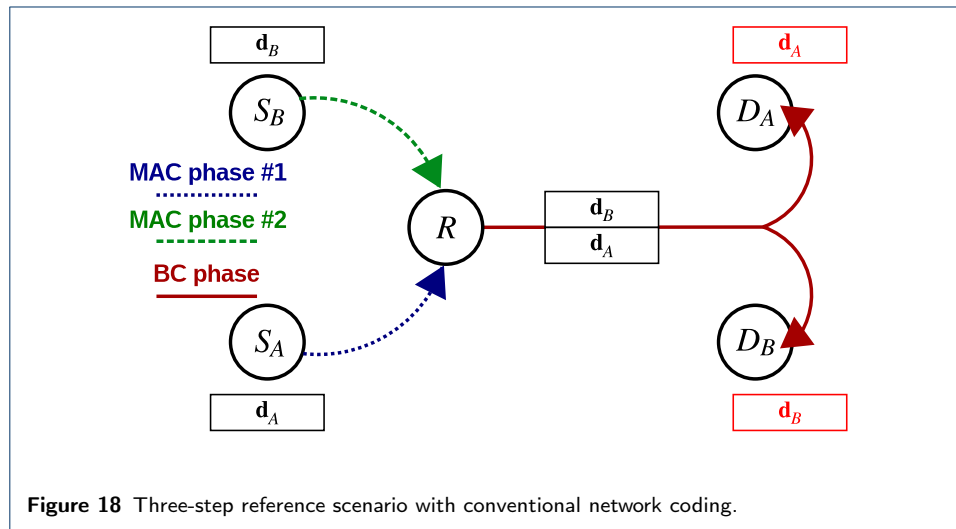 d_B
d_A
S_B
D_A
MAC phase #1
MAC phase #2
BC phase
R
d_B
d_A
S_A
D_B
d_A
d_B
Figure 18 Three-step reference scenario with conventional network coding.